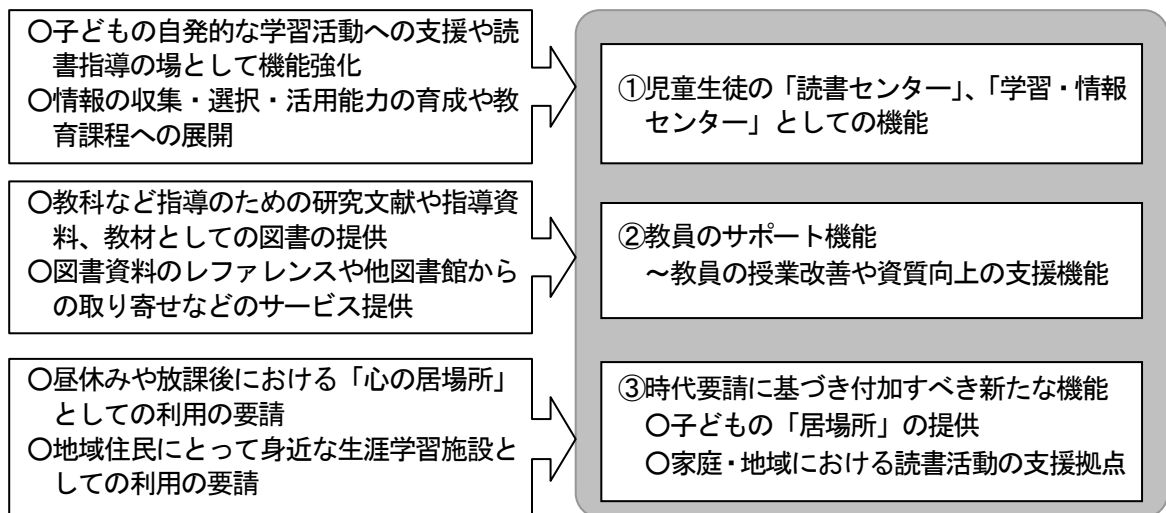 〇子どもの自発的な学習活動への支援や読
書指導の場として機能強化
〇情報の収集・選択・活用能力の育成や教
育課程への展開
①児童生徒の「読書センター」、「学習・情報
センター」としての機能
〇教科など指導のための研究文献や指導資
料、教材としての図書の提供
〇図書資料のレファレンスや他図書館から
の取り寄せなどのサービス提供
②教員のサポート機能
～教員の授業改善や資質向上の支援機能
〇昼休みや放課後における「心の居場所」
としての利用の要請
〇地域住民にとって身近な生涯学習施設と
しての利用の要請
③時代要請に基づき付加すべき新たな機能
〇子どもの「居場所」の提供
〇家庭・地域における読書活動の支援拠点